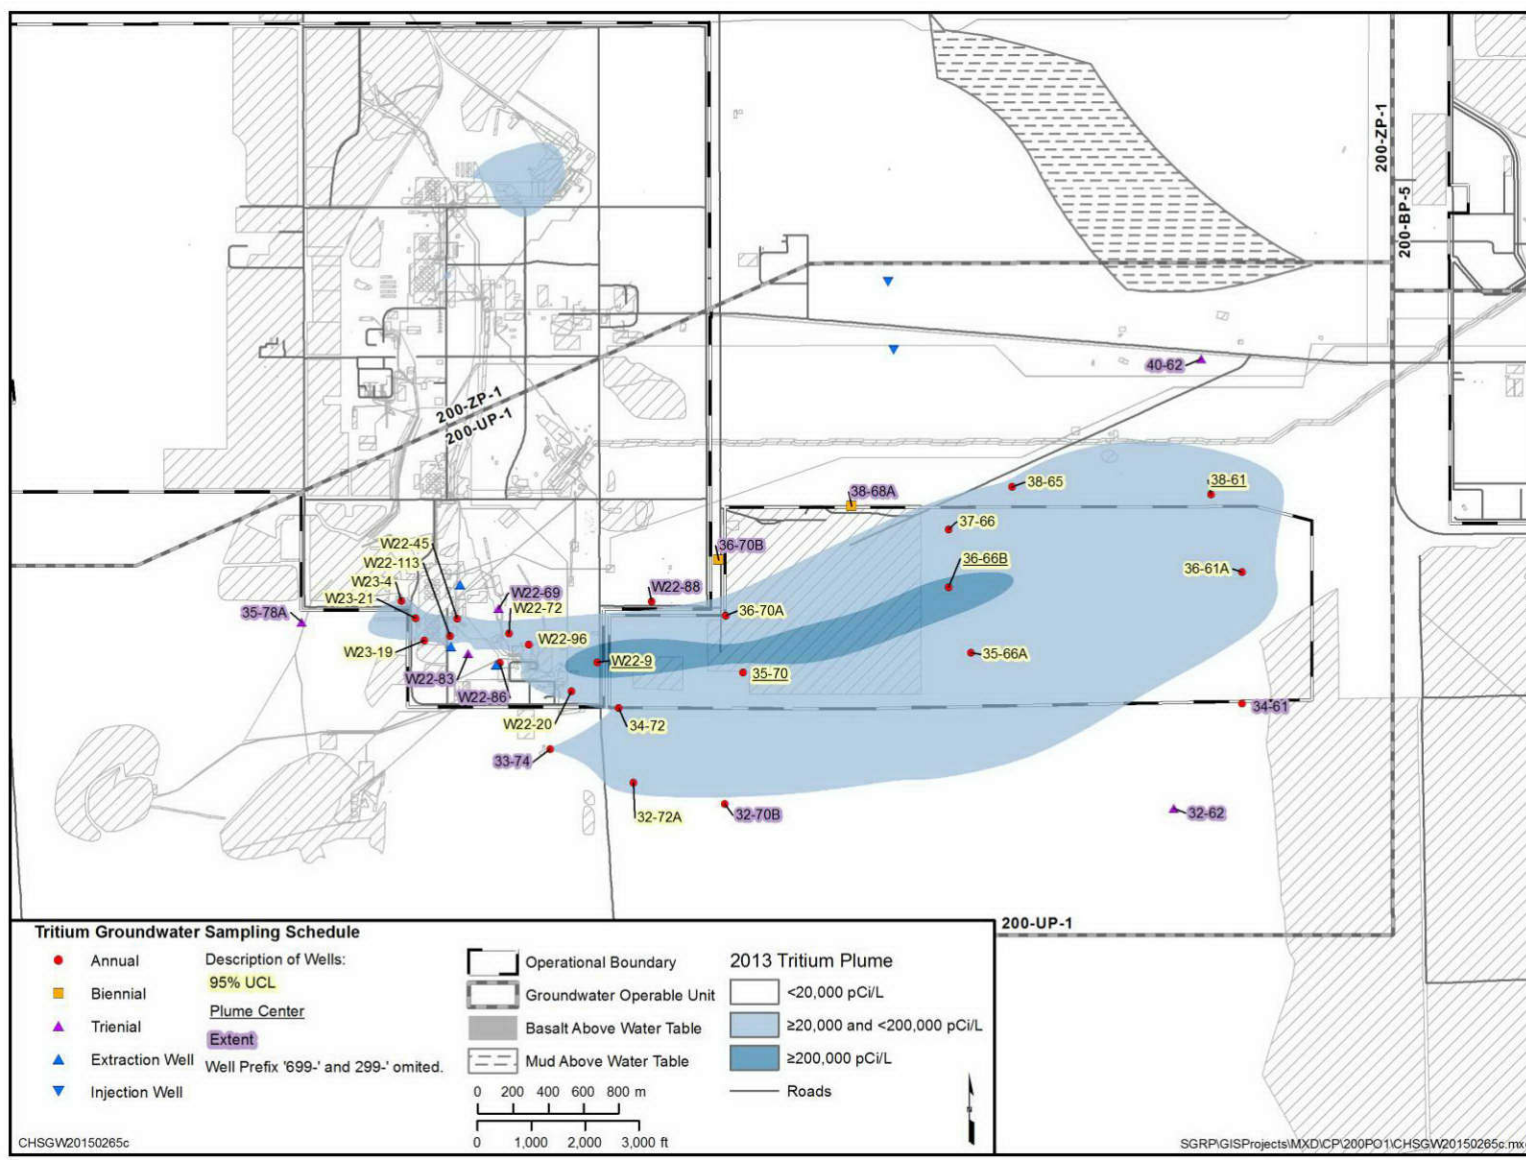 200-ZP-1
200-BP-5
40-62
200-ZP-1
200-UP-1
38-65
38-61
38-68A
37-66
W22-45
36-70B
W22-113
36-66B
36-61A
W23-4
W22-69
W22-88
W23-21
W22-72
35-78A
36-70A
W22-96
W23-19
W22-9
35-66A
W22-83
35-70
W22-86
34-61
W22-20
34-72
33-74
32-72A
32-70B
32-62
200-UP-1
Tritium Groundwater Sampling Schedule
Annual
Biennial
Trienial
Extraction Well
Injection Well
Description of Wells:
95% UCL
Plume Center
Extent
Well Prefix '699-' and 299-' omited.
Operational Boundary
Groundwater Operable Unit
Basalt Above Water Table
Mud Above Water Table
0 200 400 600 800 m
0 1,000 2,000 3,000 ft
2013 Tritium Plume
<20,000 pCi/L
≥20,000 and <200,000 pCi/L
≥200,000 pCi/L
Roads
CHSGW20150265c
SGRP\GISProjects\MXD\CP\200PO1\CHSGW20150265c.mx